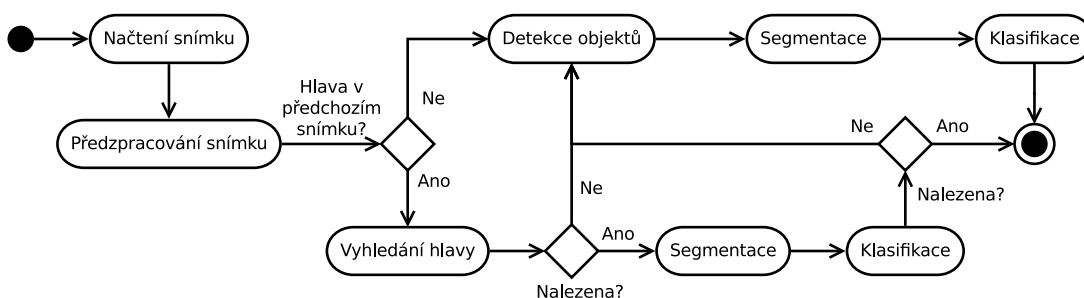 Načtení snímku
Detekce objektů
Segmentace
Klasifikace
Hlava v
předchozím
snímku?
Ne
Předzpracování snímku
Ne
Ano
Ano
Ne
Nalezena?
Vyhledání hlavy
Ano
Segmentace
Klasifikace
Nalezena?